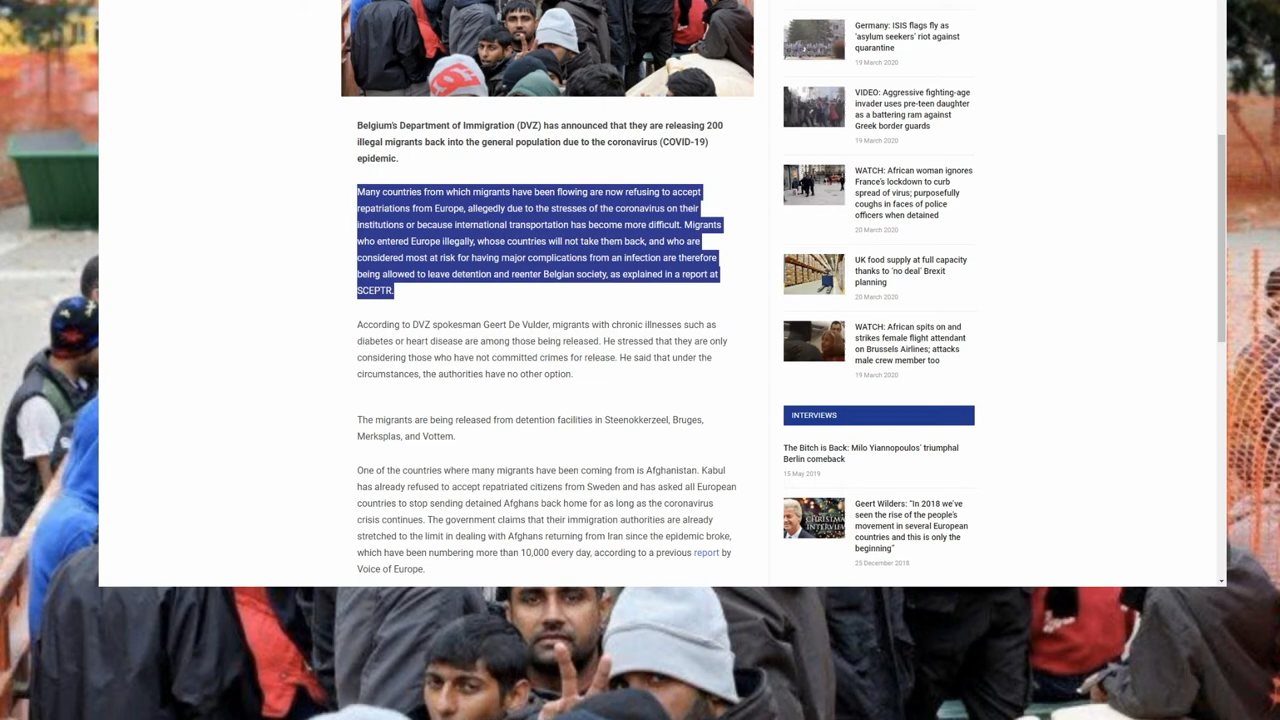 Belgium's Department of Immigration (DVZ) has announced that they are releasing 200
illegal migrants back into the general population due to the coronavirus (COVID-19)
epidemic.
Many countries from which migrants have been flowing are now refusing to accept
repatriations from Europe, allegedly due to the stresses of the coronavirus on their
institutions or because international transportation has become more difficult. Migrants
who entered Europe illegally, whose countries will not take them back, and who are
considered most at risk for having major complications from an infection are therefore
being allowed to leave detention and reenter Belgian society, as explained in a report at
SCEPTR.
According to DVZ spokesman Geert De Vulder, migrants with chronic illnesses such as
diabetes or heart disease are among those being released. He stressed that they are only
considering those who have not committed crimes for release. He said that under the
circumstances, the authorities have no other option.
The migrants are being released from detention facilities in Steenokkerzeel, Bruges,
Merksplas, and Vottem.
One of the countries where many migrants have been coming from is Afghanistan. Kabul
has already refused to accept repatriated citizens from Sweden and has asked all European
countries to stop sending detained Afghans back home for as long as the coronavirus
crisis continues. The government claims that their immigration authorities are already
stretched to the limit in dealing with Afghans returning from Iran since the epidemic broke,
which have been numbering more than 10,000 every day, according to a previous report by
Voice of Europe.
Germany: ISIS flags fly as
'asylum seekers' riot against
quarantine
19 March 2020
VIDEO: Aggressive fighting-age
invader uses pre-teen daughter
as a battering ram against
Greek border guards
19 March 2020
WATCH: African woman ignores
France's lockdown to curb
spread of virus; purposefully
coughs in faces of police
officers when detained
20 March 2020
UK food supply at full capacity
thanks to 'no deal' Brexit
planning
20 March 2020
WATCH: African spits on and
strikes female flight attendant
on Brussels Airlines; attacks
male crew member too
19 March 2020
INTERVIEWS
The Bitch is Back: Milo Yiannopoulos' triumphal
Berlin comeback
15 May 2019
CHRISTMA
INTERVIEW
Geert Wilders: "In 2018 we've
seen the rise of the people's
movement in several European
countries and this is only the
beginning"
25 December 2018